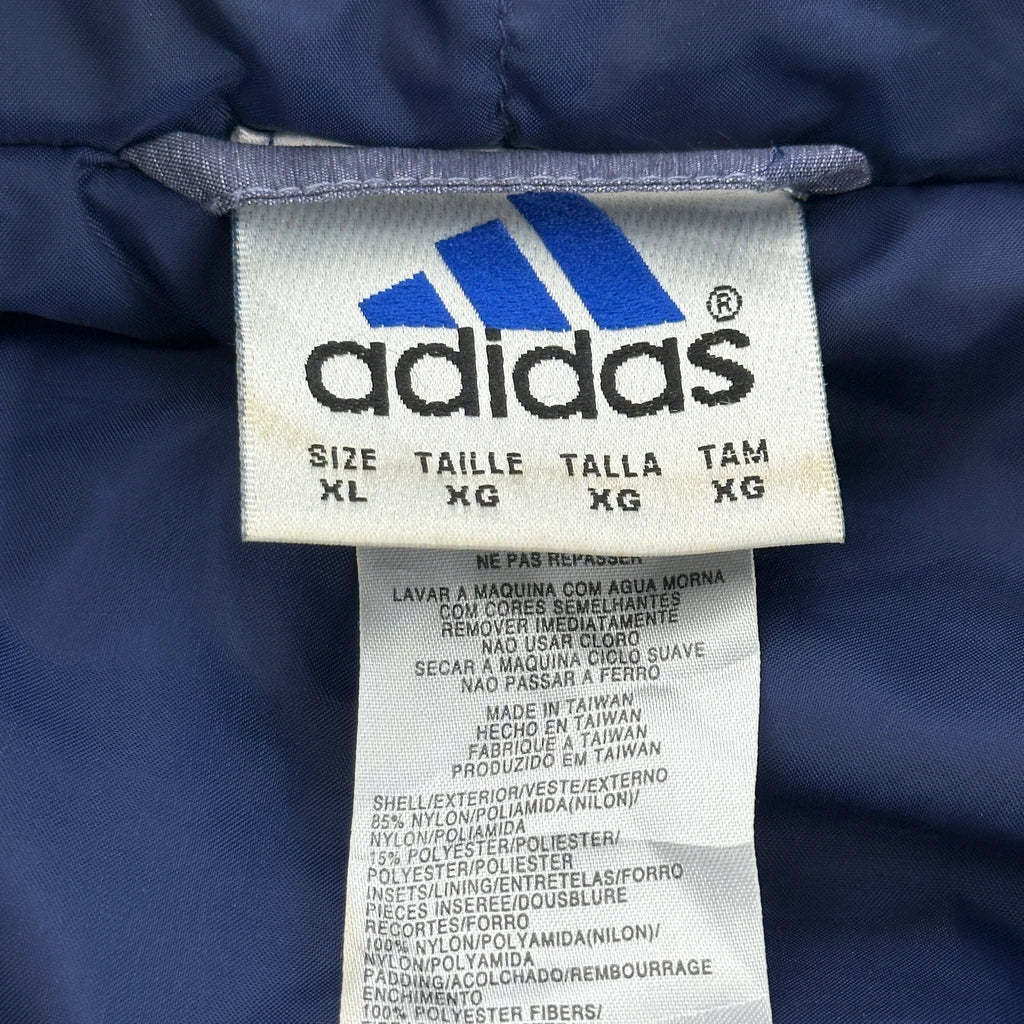 adidas®
SIZE TAILLE TALLA TAM
XL XG XG XG
NE PAS REPASSER
LAVAR A MAQUINA COM AGUA MORNA
COM CORES SEMELHANTES
REMOVER IMEDIATAMENTE
NAO USAR CLORO
SECAR A MAQUINA CICLO SUAVE
NAO PASSAR A FERRO
MADE IN TAIWAN
HECHO EN TAIWAN
FABRIQUE A TAIWAN
PRODUZIDO EM TAIWAN
SHELL/EXTERIOR/VESTE/EXTERNO
85% NYLON/POLIAMIDA(NILON)/
NYLON/POLIAMIDA
15% POLYESTER/POLIESTER/
POLYESTER/POLIESTER
INSETS/LINING/ENTRETELAS/FORRO
PIECES INSEREE/DOUSBLURE
RECORTES/FORRO
100% NYLON/POLYAMIDA(NILON)/
NYLON/POLYAMIDA
PADDING/ACOLCHADO/REMBOURRAGE
ENCHIMENTO
100% POLYESTER FIBERS/